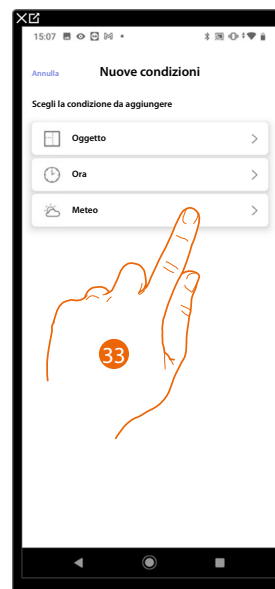 15:07
Annulla
Nuove condizioni
Scegli la condizione da aggiungere
Oggetto
Ora
Meteo
33